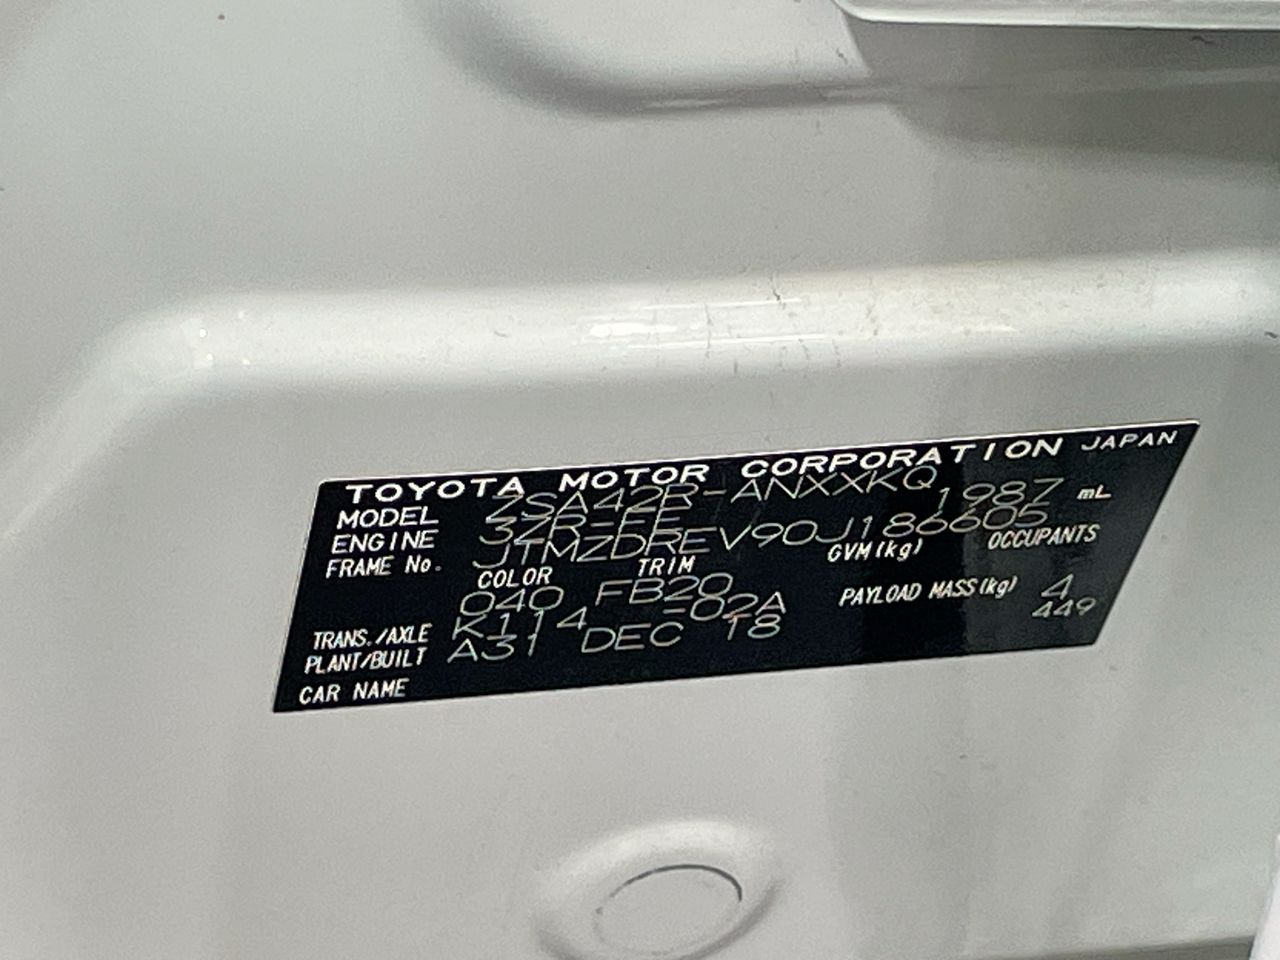 TOYOTA MOTOR CORPORATION JAPAN
MODEL ZSA42R-ANXXKQ
ENGINE 3ZR-FE 1987 mL
FRAME No. JTMZDREV90J186605
COLOR TRIM GVM(kg) OCCUPANTS
040 FB20 4
TRANS./AXLE K114 -02A PAYLOAD MASS(kg) 449
PLANT/BUILT A31 DEC 18
CAR NAME